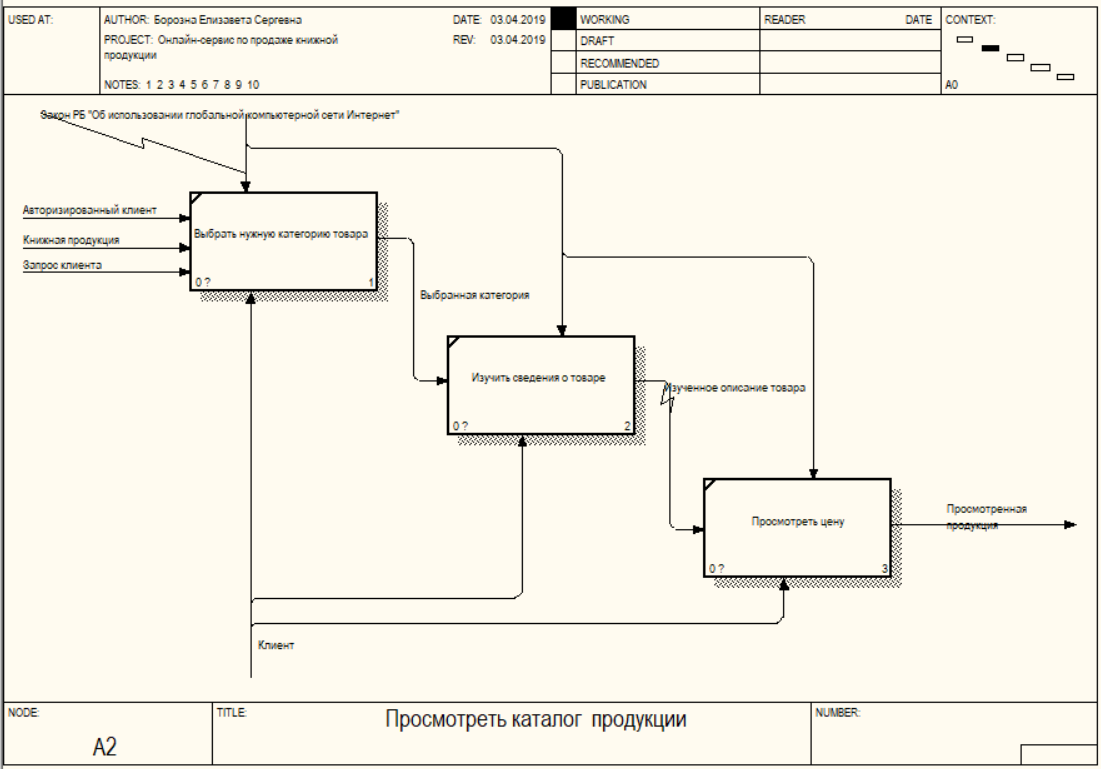 USED AT:
AUTHOR: Борозна Елизавета Сергевна
DATE: 03.04.2019
PROJECT: Онлайн-сервис по продаже книжной
продукции
REV: 03.04.2019
NOTES: 1 2 3 4 5 6 7 8 9 10
WORKING
DRAFT
RECOMMENDED
PUBLICATION
READER
DATE
CONTEXT:
A0
Закон РБ "Об использовании глобальной компьютерной сети Интернет"
Авторизированный клиент
Книжная продукция
Запрос клиента
Выбрать нужную категорию товара
0 ?
1
Выбранная категория
Изучить сведения о товаре
0 ?
2
Изученное описание товара
Просмотреть цену
0 ?
3
Просмотренная
продукция
Клиент
NODE:
A2
TITLE:
Просмотреть каталог продукции
NUMBER: